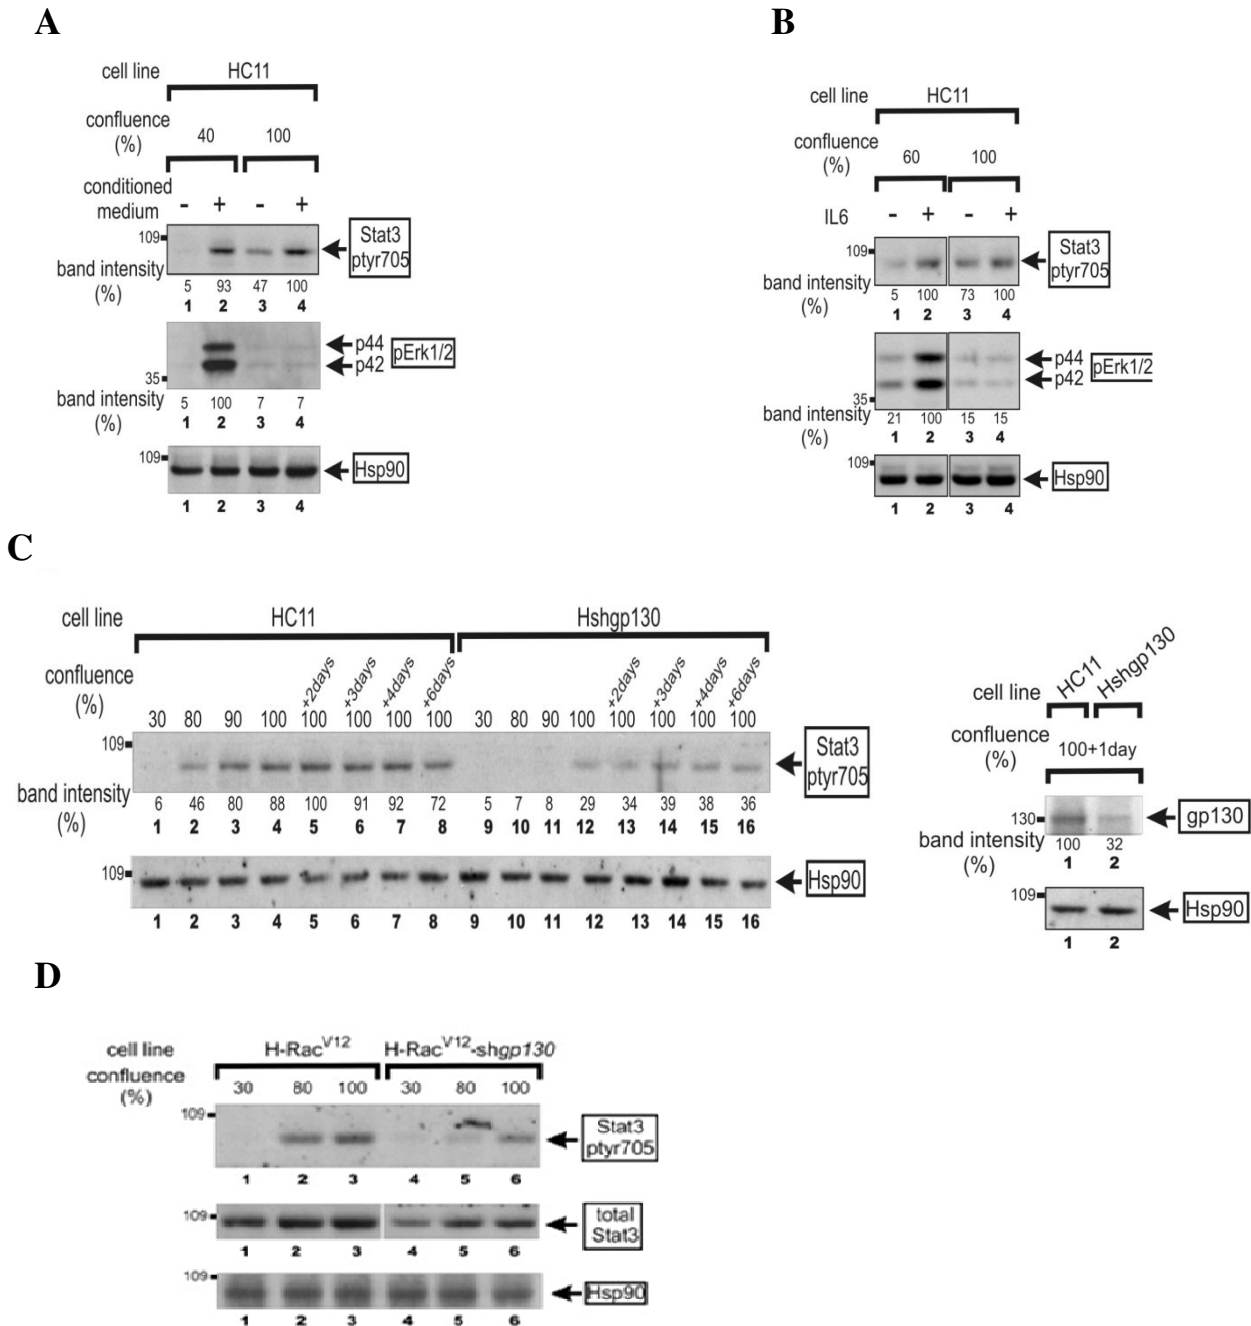 A
cell line HC11
confluence (%) 40 100
conditioned medium - + - +
109 Stat3 ptyr705
band intensity (%) 5 93 47 100
1 2 3 4
p44
p42 pErk1/2
35
band intensity (%) 5 100 7 7
1 2 3 4
109 Hsp90
1 2 3 4
B
cell line HC11
confluence (%) 60 100
IL6 - + - +
109 Stat3 ptyr705
band intensity (%) 5 100 73 100
1 2 3 4
p44
p42 pErk1/2
35
band intensity (%) 21 100 15 15
1 2 3 4
109 Hsp90
1 2 3 4
C
cell line HC11 Hshgp130
+2days +3days +4days +6days +2days +3days +4days +6days
confluence (%) 30 80 90 100 100 100 100 100 30 80 90 100 100 100 100 100
109 Stat3 ptyr705
band intensity (%) 6 46 80 88 100 91 92 72 5 7 8 29 34 39 38 36
1 2 3 4 5 6 7 8 9 10 11 12 13 14 15 16
109 Hsp90
1 2 3 4 5 6 7 8 9 10 11 12 13 14 15 16
cell line HC11 Hshgp130
confluence (%) 100+1day
130 gp130
band intensity (%) 100 32
1 2
109 Hsp90
1 2
D
cell line H-RacV12 H-RacV12-shgp130
confluence (%) 30 80 100 30 80 100
109 Stat3 ptyr705
1 2 3 4 5 6
109 total Stat3
1 2 3 4 5 6
109 Hsp90
1 2 3 4 5 6